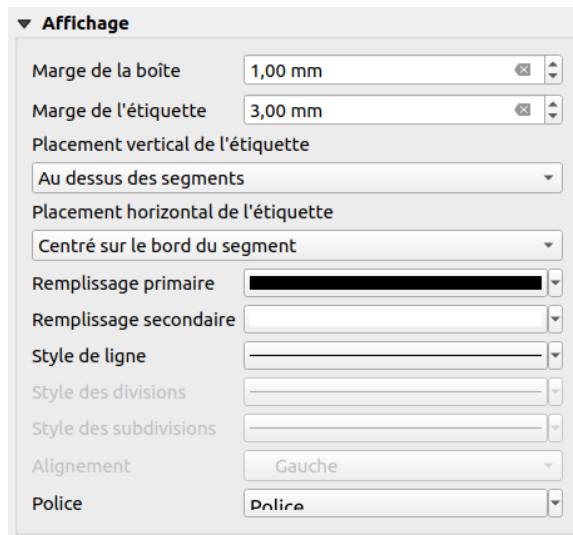 Affichage
Marge de la boîte 1,00 mm
Marge de l'étiquette 3,00 mm
Placement vertical de l'étiquette
Au dessus des segments
Placement horizontal de l'étiquette
Centré sur le bord du segment
Remplissage primaire
Remplissage secondaire
Style de ligne
Style des divisions
Style des subdivisions
Alignement Gauche
Police Police